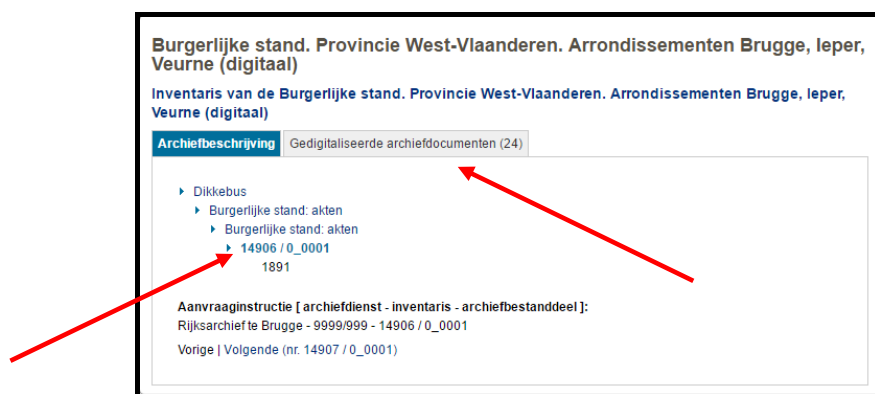 Burgerlijke stand. Provincie West-Vlaanderen. Arrondissementen Brugge, Ieper,
Veurne (digitaal)
Inventaris van de Burgerlijke stand. Provincie West-Vlaanderen. Arrondissementen Brugge, Ieper,
Veurne (digitaal)
Archiefbeschrijving Gedigitaliseerde archiefdocumenten (24)
Dikkebus
Burgerlijke stand: akten
Burgerlijke stand: akten
14906 / 0_0001
1891
Aanvraaginstructie [ archiefdienst - inventaris - archiefbestanddeel ]:
Rijksarchief te Brugge - 9999/999 - 14906 / 0_0001
Vorige | Volgende (nr. 14907 / 0_0001)